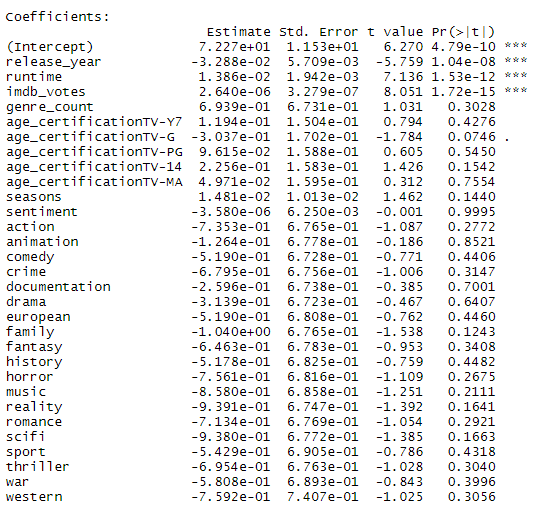 Coefficients:
Estimate Std. Error t value Pr(>|t|)
(Intercept) 7.227e+01 1.153e+01 6.270 4.79e-10 ***
release_year -3.288e-02 5.709e-03 -5.759 1.04e-08 ***
runtime 1.386e-02 1.942e-03 7.136 1.53e-12 ***
imdb_votes 2.640e-06 3.279e-07 8.051 1.72e-15 ***
genre_count 6.939e-01 6.731e-01 1.031 0.3028
age_certificationTV-Y7 1.194e-01 1.504e-01 0.794 0.4276
age_certificationTV-G -3.037e-01 1.702e-01 -1.784 0.0746 .
age_certificationTV-PG 9.615e-02 1.588e-01 0.605 0.5450
age_certificationTV-14 2.256e-01 1.583e-01 1.426 0.1542
age_certificationTV-MA 4.971e-02 1.595e-01 0.312 0.7554
seasons 1.481e-02 1.013e-02 1.462 0.1440
sentiment -3.580e-06 6.250e-03 -0.001 0.9995
action -7.353e-01 6.765e-01 -1.087 0.2772
animation -1.264e-01 6.778e-01 -0.186 0.8521
comedy -5.190e-01 6.728e-01 -0.771 0.4406
crime -6.795e-01 6.756e-01 -1.006 0.3147
documentation -2.596e-01 6.738e-01 -0.385 0.7001
drama -3.139e-01 6.723e-01 -0.467 0.6407
european -5.190e-01 6.808e-01 -0.762 0.4460
family -1.040e+00 6.765e-01 -1.538 0.1243
fantasy -6.463e-01 6.783e-01 -0.953 0.3408
history -5.178e-01 6.825e-01 -0.759 0.4482
horror -7.561e-01 6.816e-01 -1.109 0.2675
music -8.580e-01 6.858e-01 -1.251 0.2111
reality -9.391e-01 6.747e-01 -1.392 0.1641
romance -7.134e-01 6.769e-01 -1.054 0.2921
scifi -9.380e-01 6.772e-01 -1.385 0.1663
sport -5.429e-01 6.905e-01 -0.786 0.4318
thriller -6.954e-01 6.763e-01 -1.028 0.3040
war -5.808e-01 6.893e-01 -0.843 0.3996
western -7.592e-01 7.407e-01 -1.025 0.3056